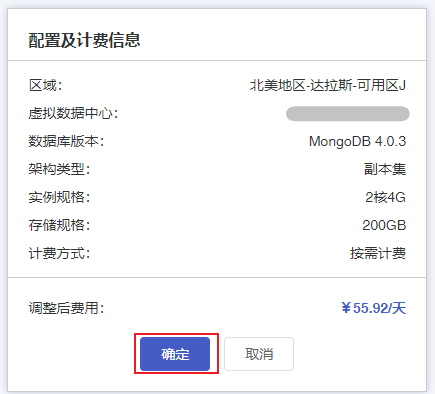 配置及计费信息
区域： 北美地区-达拉斯-可用区J
虚拟数据中心：
数据库版本： MongoDB 4.0.3
架构类型： 副本集
实例规格： 2核4G
存储规格： 200GB
计费方式： 按需计费
调整后费用： ¥55.92/天
确定 取消